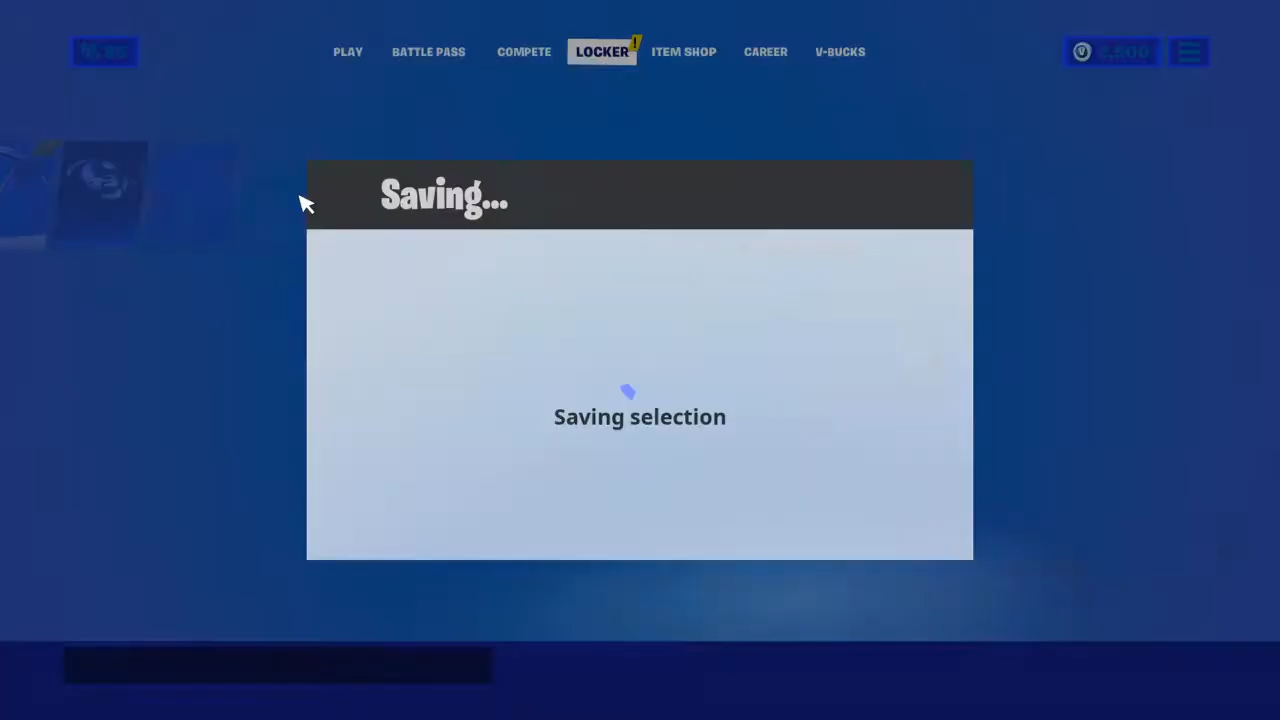 PLAY
BATTLE PASS
COMPETE
LOCKER
!
ITEM SHOP
CAREER
V-BUCKS
Saving...
Saving selection